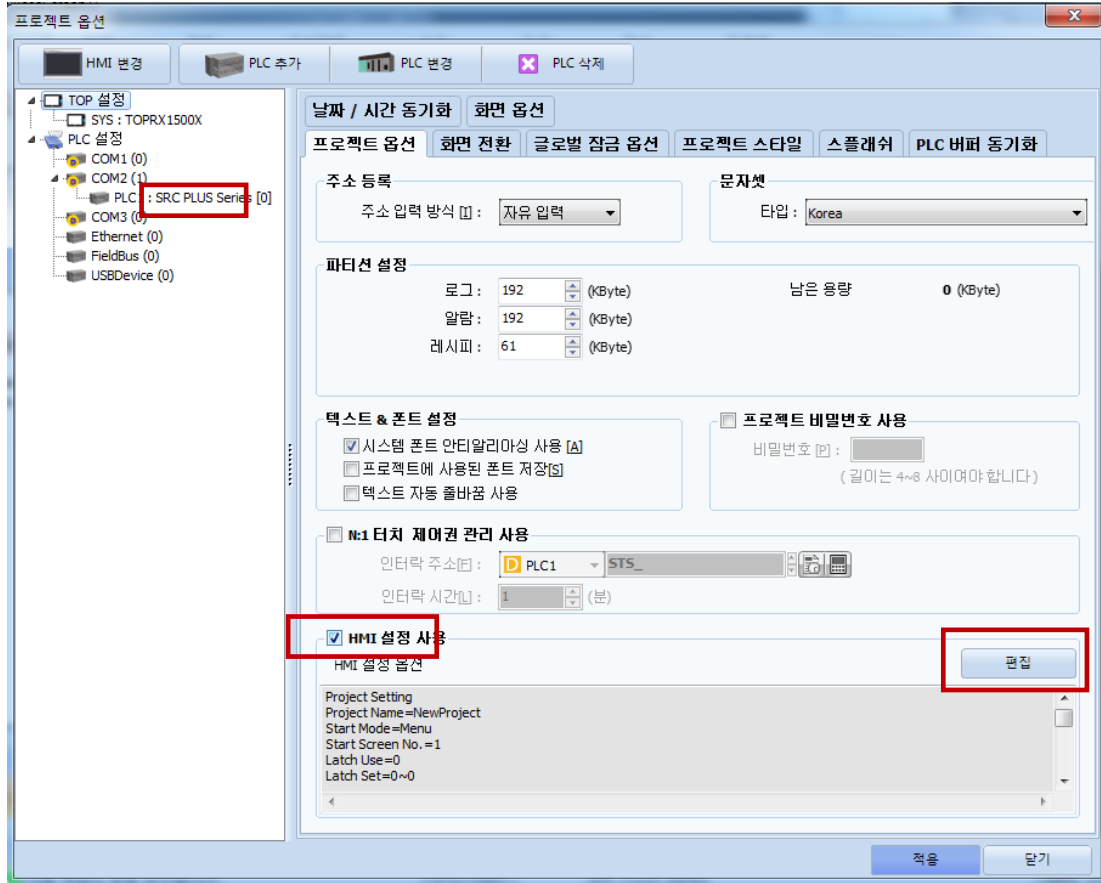 프로젝트 옵션
HMI 변경
PLC 추가
PLC 변경
PLC 삭제
TOP 설정
SYS : TOPRX1500X
PLC 설정
COM1 (0)
COM2 (1)
PLC1 : SRC PLUS Series [0]
COM3 (0)
Ethernet (0)
FieldBus (0)
USBDevice (0)
날짜 / 시간 동기화 화면 옵션
프로젝트 옵션 화면 전환 글로벌 잠금 옵션 프로젝트 스타일 스플래쉬 PLC 버퍼 동기화
주소 등록
주소 입력 방식 [I] : 자유 입력
문자셋
타입 : Korea
파티션 설정
로그 : 192 (KByte) 남은 용량 0 (KByte)
알람 : 192 (KByte)
레시피 : 61 (KByte)
텍스트 & 폰트 설정
시스템 폰트 안티알리아싱 사용 [A]
프로젝트에 사용된 폰트 저장[S]
텍스트 자동 줄바꿈 사용
프로젝트 비밀번호 사용
비밀번호 [P] :
( 길이는 4~8 사이여야 합니다 )
N:1 터치 제어권 관리 사용
인터락 주소[F] : D PLC1 STS_
인터락 시간[L] : 1 (분)
HMI 설정 사용
HMI 설정 옵션 편집
Project Setting
Project Name=NewProject
Start Mode=Menu
Start Screen No.=1
Latch Use=0
Latch Set=0~0
적용 닫기